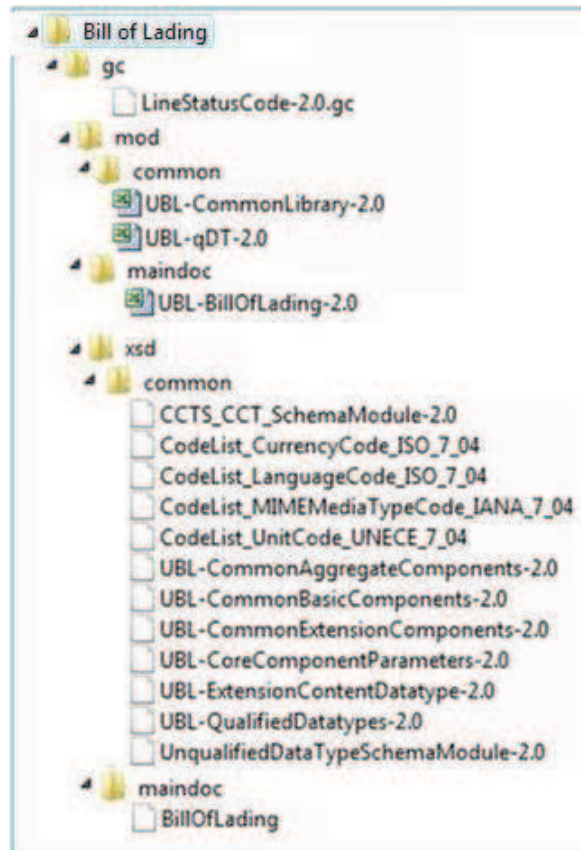 Bill of Lading
gc
LineStatusCode-2.0.gc
mod
common
UBL-CommonLibrary-2.0
UBL-qDT-2.0
maindoc
UBL-BillOfLading-2.0
xsd
common
CCTS_CCT_SchemaModule-2.0
CodeList_CurrencyCode_ISO_7_04
CodeList_LanguageCode_ISO_7_04
CodeList_MIMEMediaTypeCode_IANA_7_04
CodeList_UnitCode_UNECE_7_04
UBL-CommonAggregateComponents-2.0
UBL-CommonBasicComponents-2.0
UBL-CommonExtensionComponents-2.0
UBL-CoreComponentParameters-2.0
UBL-ExtensionContentDatatype-2.0
UBL-QualifiedDatatypes-2.0
UnqualifiedDataTypeSchemaModule-2.0
maindoc
BillOfLading